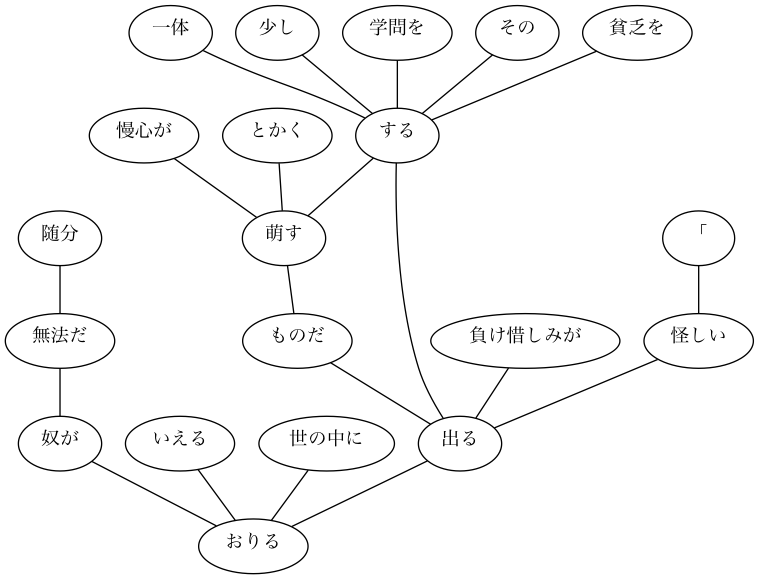 一体 少し 学問を その 貧乏を
慢心が とかく する
随分 萌す 「
無法だ ものだ 負け惜しみが 怪しい
奴が いえる 世の中に 出る
おりる